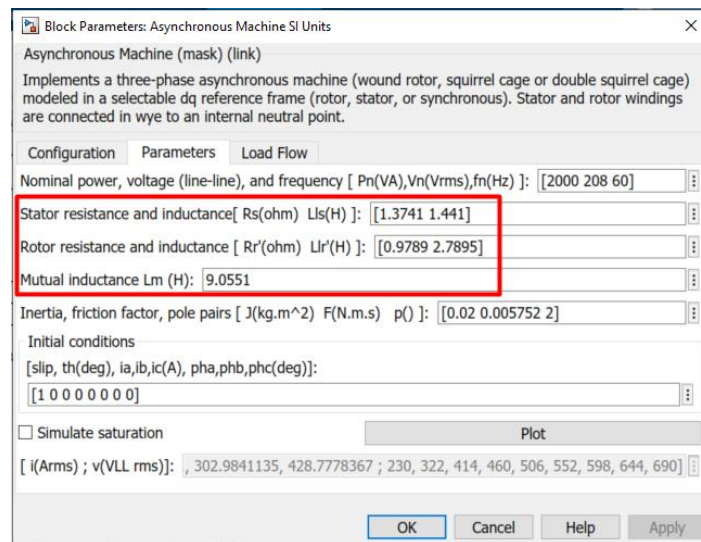 Block Parameters: Asynchronous Machine SI Units
Asynchronous Machine (mask) (link)
Implements a three-phase asynchronous machine (wound rotor, squirrel cage or double squirrel cage)
modeled in a selectable dq reference frame (rotor, stator, or synchronous). Stator and rotor windings
are connected in wye to an internal neutral point.
Configuration Parameters Load Flow
Nominal power, voltage (line-line), and frequency [ Pn(VA),Vn(Vrms),fn(Hz) ]: [2000 208 60]
Stator resistance and inductance[ Rs(ohm) Lls(H) ]: [1.3741 1.441]
Rotor resistance and inductance [ Rr'(ohm) Llr'(H) ]: [0.9789 2.7895]
Mutual inductance Lm (H): 9.0551
Inertia, friction factor, pole pairs [ J(kg.m^2) F(N.m.s) p() ]: [0.02 0.005752 2]
Initial conditions
[slip, th(deg), ia,ib,ic(A), pha,phb,phc(deg)]:
[1 0 0 0 0 0 0 0]
Simulate saturation Plot
[ i(Arms) ; v(VLL rms)]: , 302.9841135, 428.7778367 ; 230, 322, 414, 460, 506, 552, 598, 644, 690]
OK Cancel Help Apply